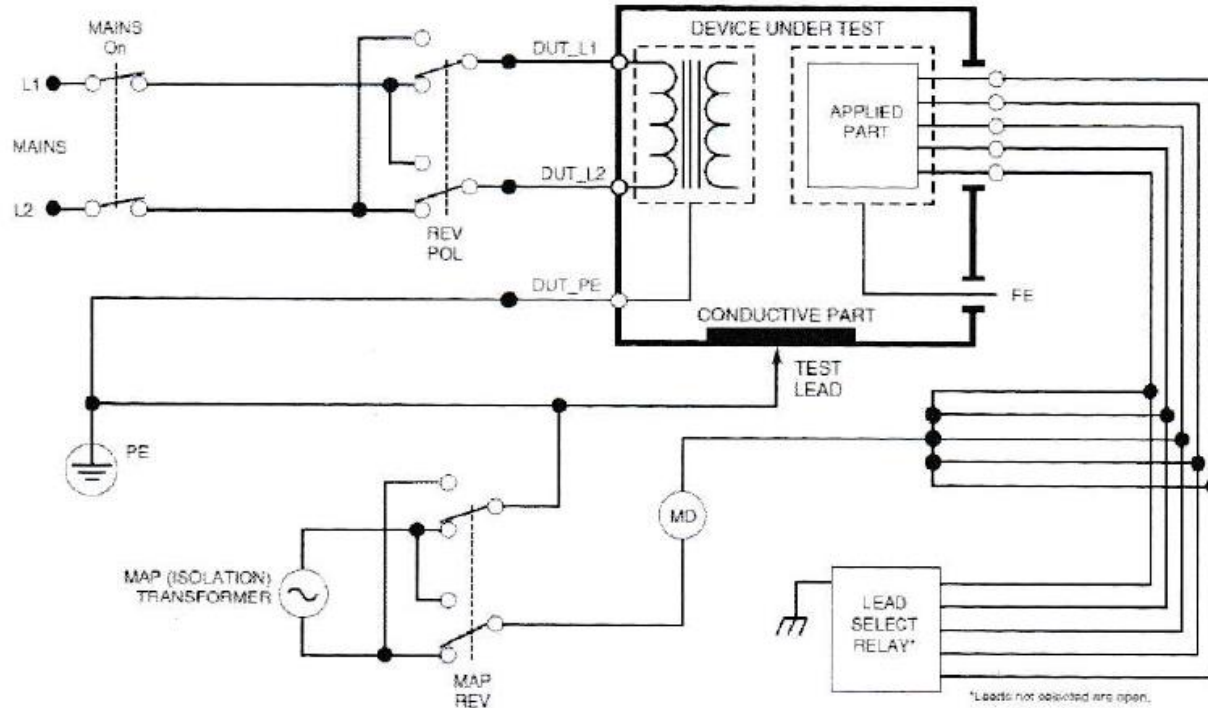 MAINS
On
L1
MAINS
L2
REV
POL
DUT_L1
DUT_L2
DUT_PE
DEVICE UNDER TEST
APPLIED
PART
FE
CONDUCTIVE PART
TEST
LEAD
PE
MAP (ISOLATION)
TRANSFORMER
MAP
REV
MD
LEAD
SELECT
RELAY*
*Leads not selected are open.